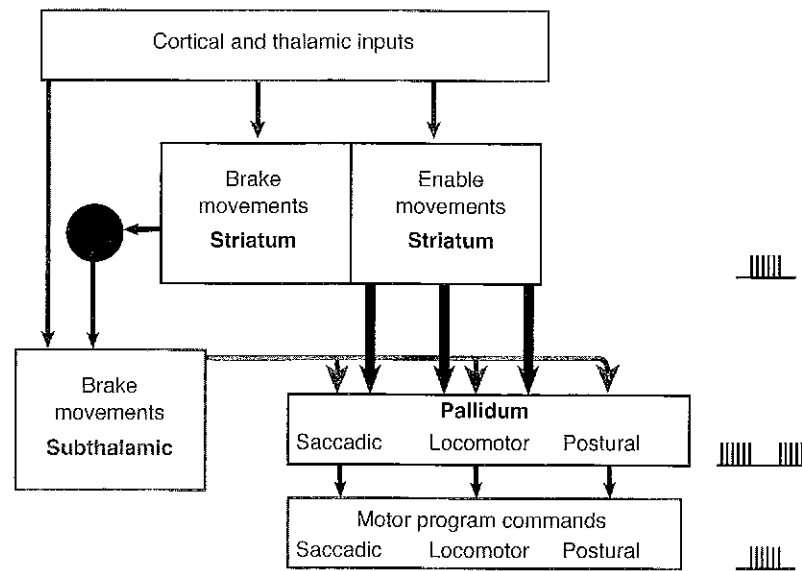 Cortical and thalamic inputs
Brake
movements
Striatum
Enable
movements
Striatum
Brake
movements
Subthalamic
Pallidum
Saccadic Locomotor Postural
Motor program commands
Saccadic Locomotor Postural